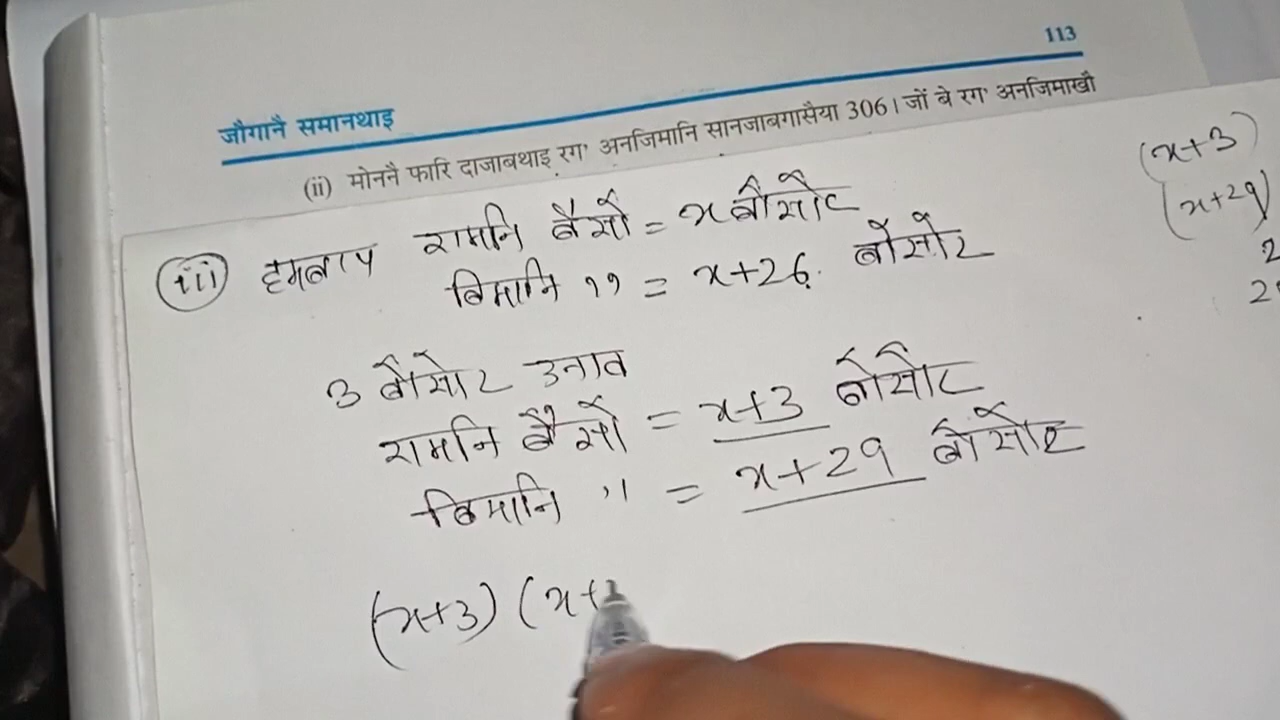 113
जौगानै समानथाइ
(ii) मोननै फारि दाजाबथाइ रग' अनजिमानि सानजाबगासैया 306। जों बे रग' अनजिमाखौ
(iii) हमबाय रामनि बैसो = x बौसोर
बिमानि ,, = x+26. बौसोर
3 बौसोर उनाव
रामनि बैसो = x+3 बौसोर
बिमानि ,, = x+29 बौसोर
(x+3) (x+
(x+3)
(x+29)